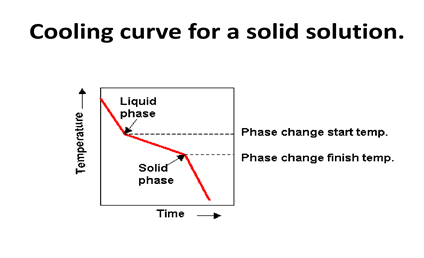 Cooling curve for a solid solution.
Liquid
phase
Temperature
Phase change start temp.
Phase change finish temp.
Solid
phase
Time